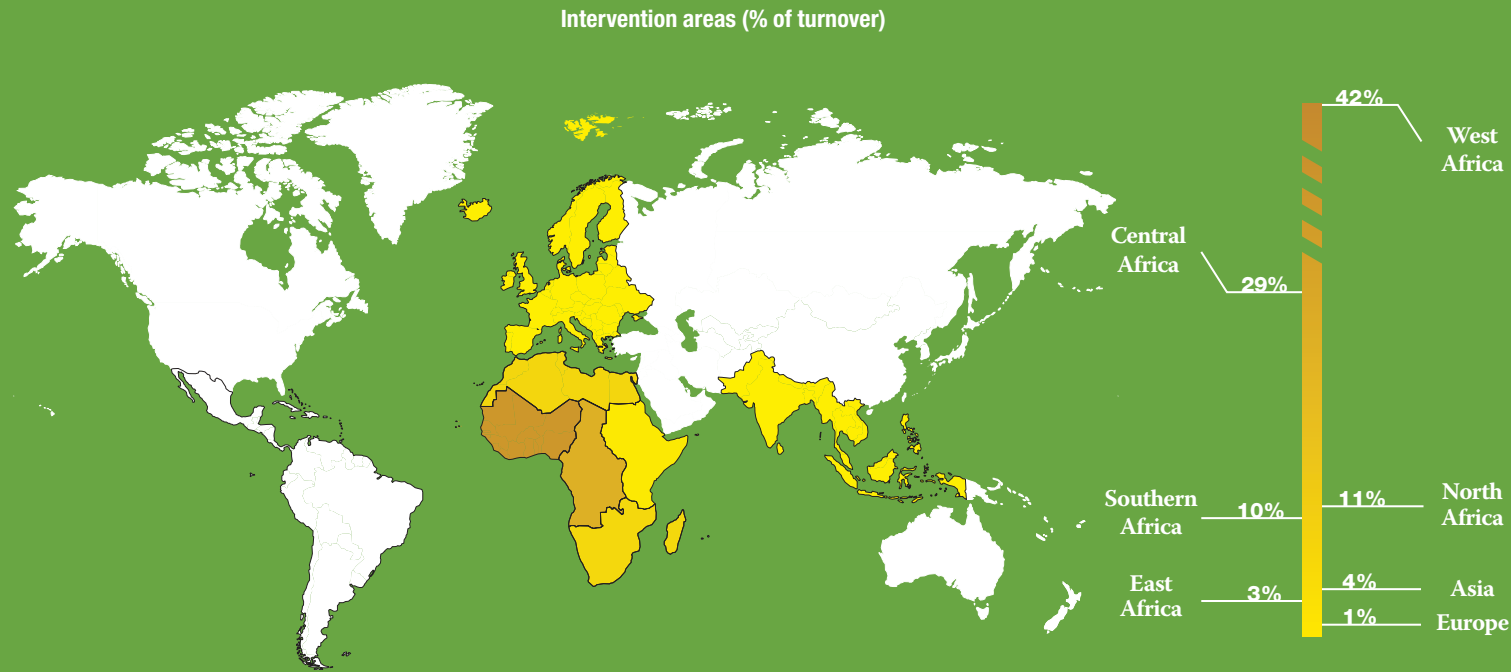 Intervention areas (% of turnover)
42%
West
Africa
Central
Africa
29%
11%
North
Africa
Southern
Africa
10%
4%
Asia
East
Africa
3%
1%
Europe